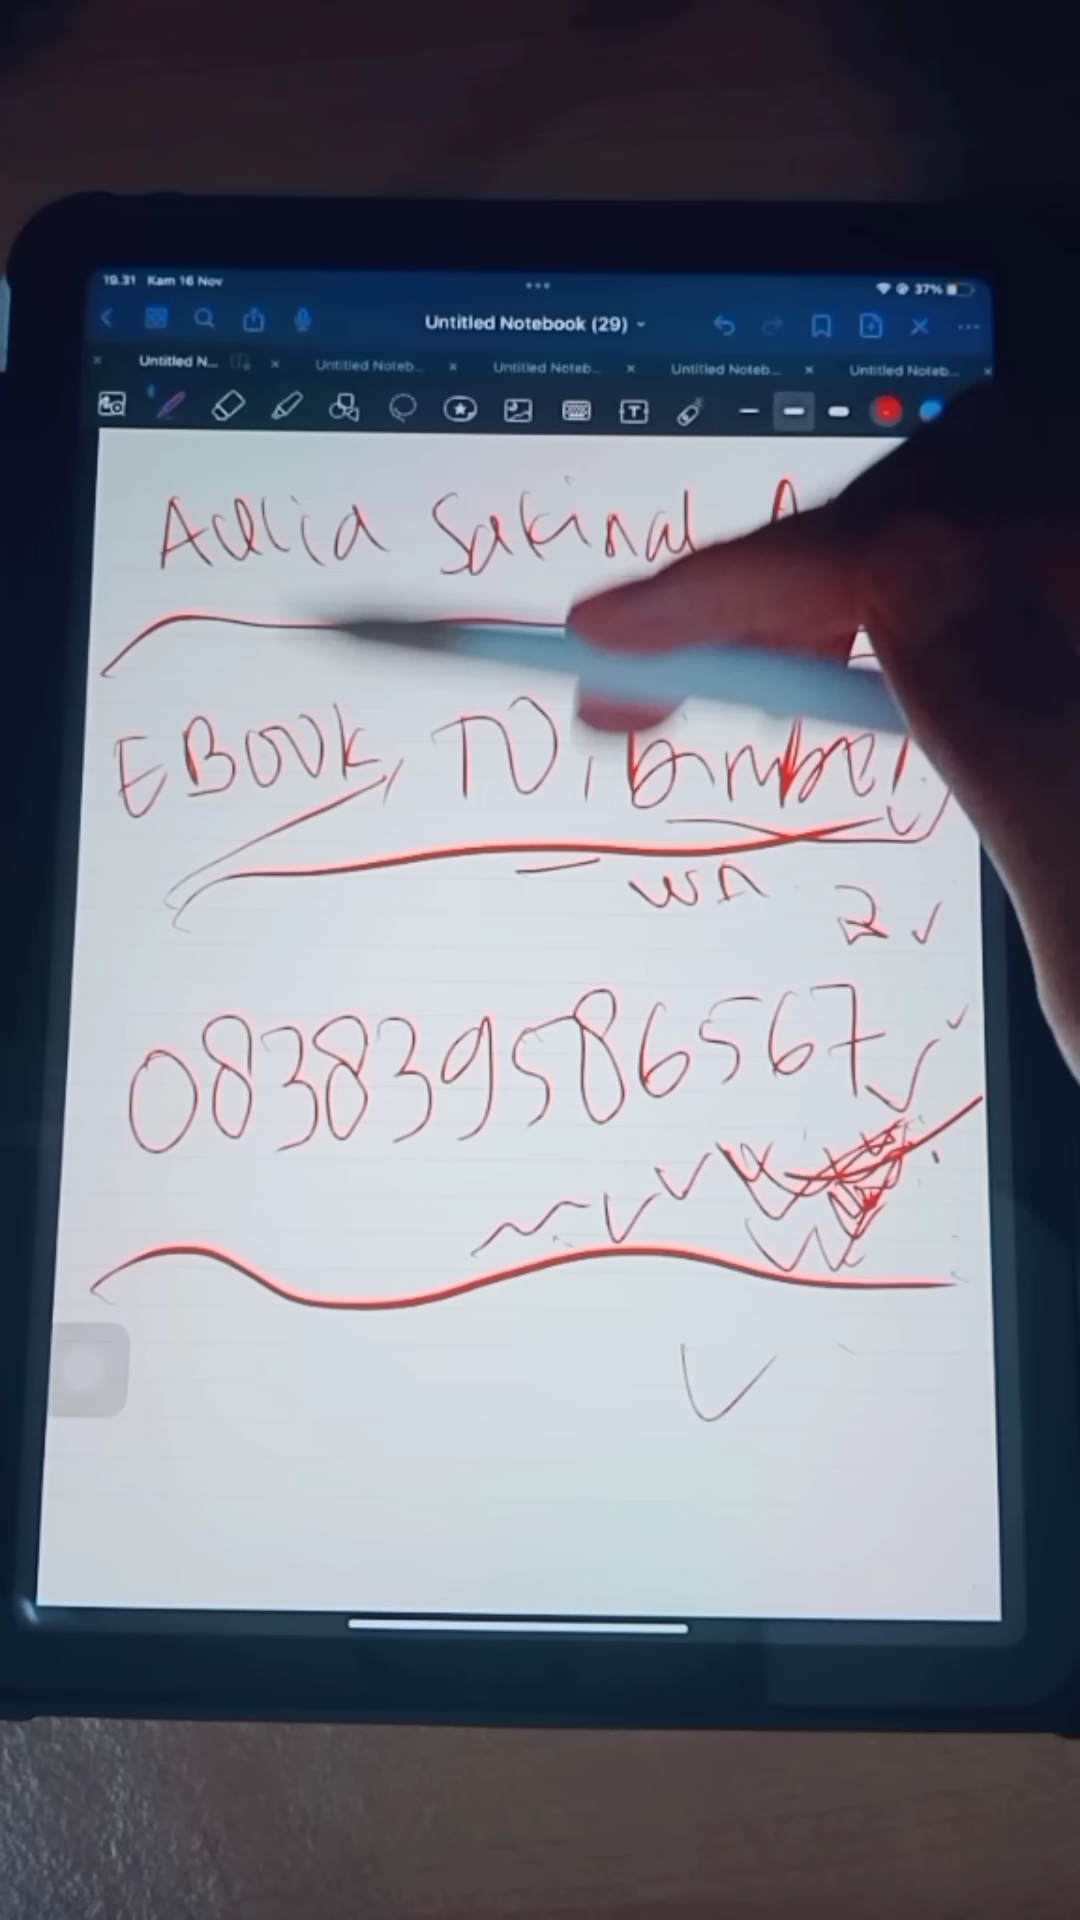 19.31 Kam 16 Nov
37%
Untitled Notebook (29)
Untitled N... Untitled Noteb... Untitled Noteb... Untitled Noteb... Untitled Noteb...
Aulia Sakinah
EBOOK, TO, bimbel
WA
2
083839586567